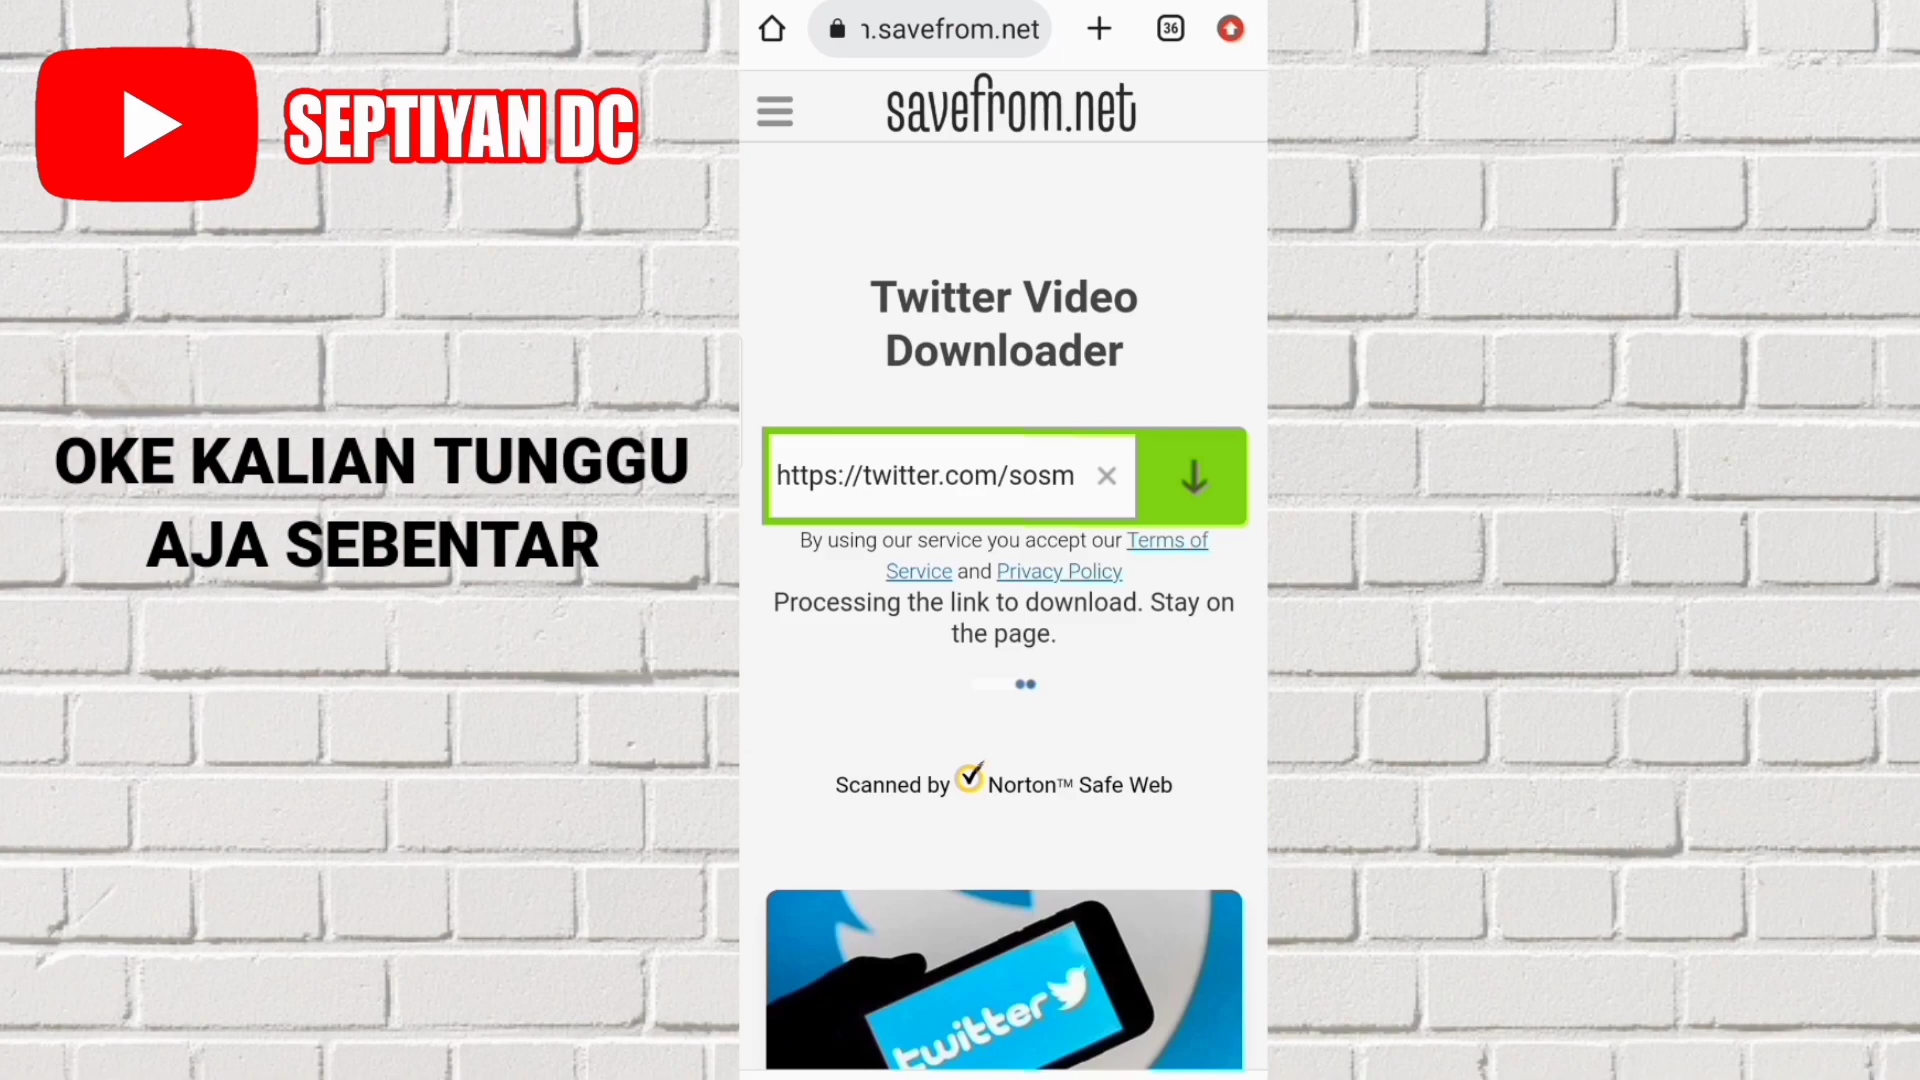 SEPTIYAN DC
OKE KALIAN TUNGGU
AJA SEBENTAR
n.savefrom.net
36
savefrom.net
Twitter Video
Downloader
https://twitter.com/sosm
By using our service you accept our Terms of
Service and Privacy Policy
Processing the link to download. Stay on
the page.
Scanned by Norton™ Safe Web
twitter